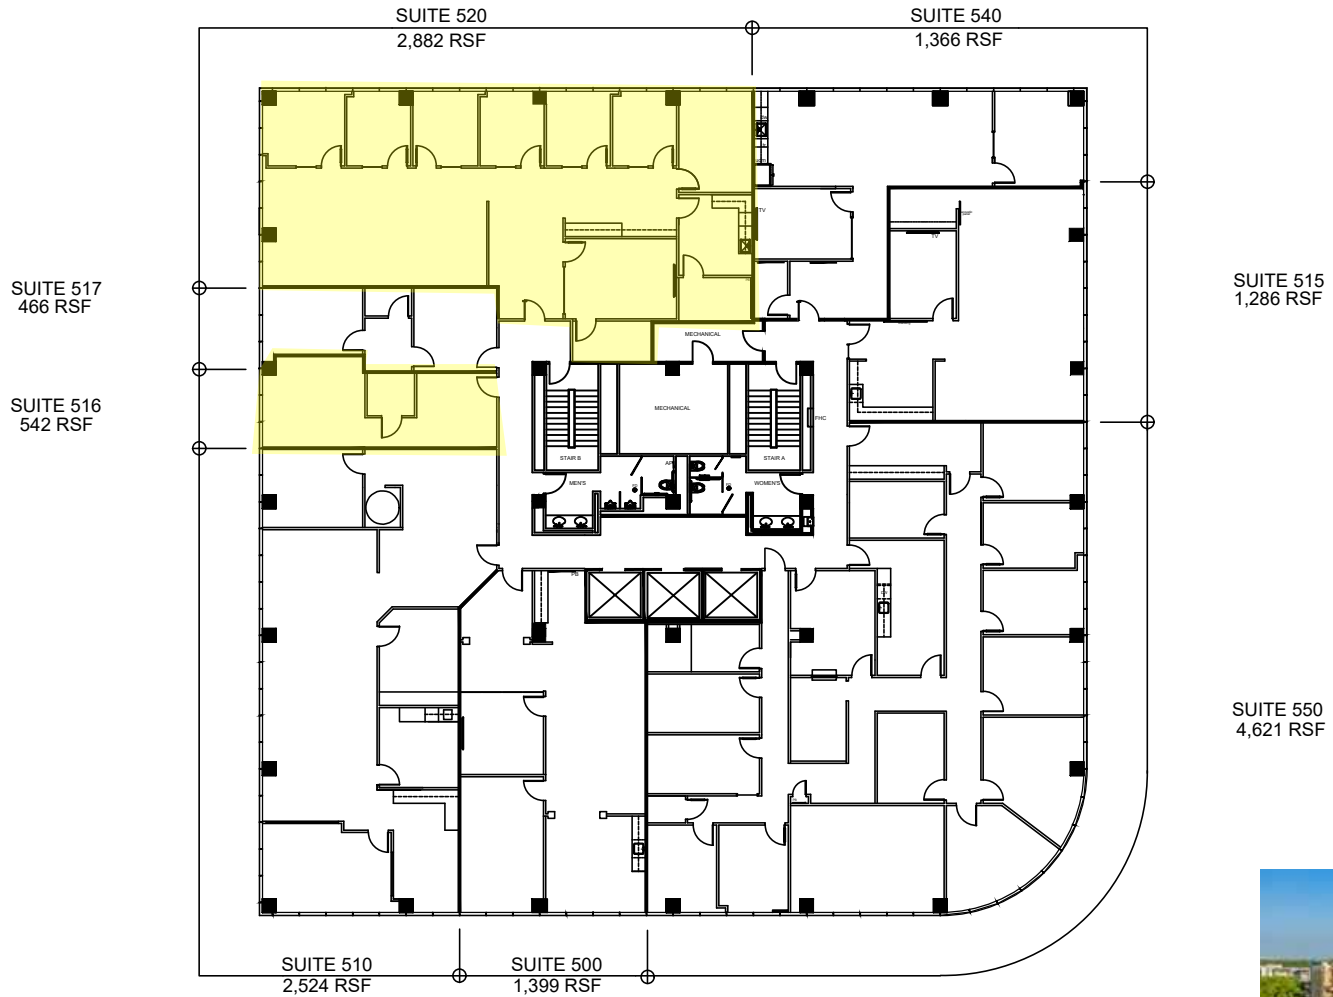 SUITE 520
2,882 RSF
SUITE 540
1,366 RSF
SUITE 517
466 RSF
SUITE 515
1,286 RSF
SUITE 516
542 RSF
SUITE 550
4,621 RSF
SUITE 510
2,524 RSF
SUITE 500
1,399 RSF
TV
TV
MECHANICAL
MECHANICAL
FHC
STAIR B
STAIR A
MEN'S
WOMEN'S